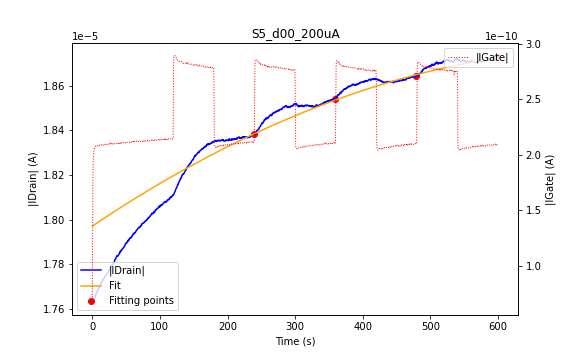 S5_d00_200uA
1e−5
1e−10
|IDrain| (A)
1.86
1.84
1.82
1.80
1.78
1.76
3.0
2.5
2.0
1.5
1.0
|IGate| (A)
|IGate|
|IDrain|
Fit
Fitting points
0
100
200
300
400
500
600
Time (s)